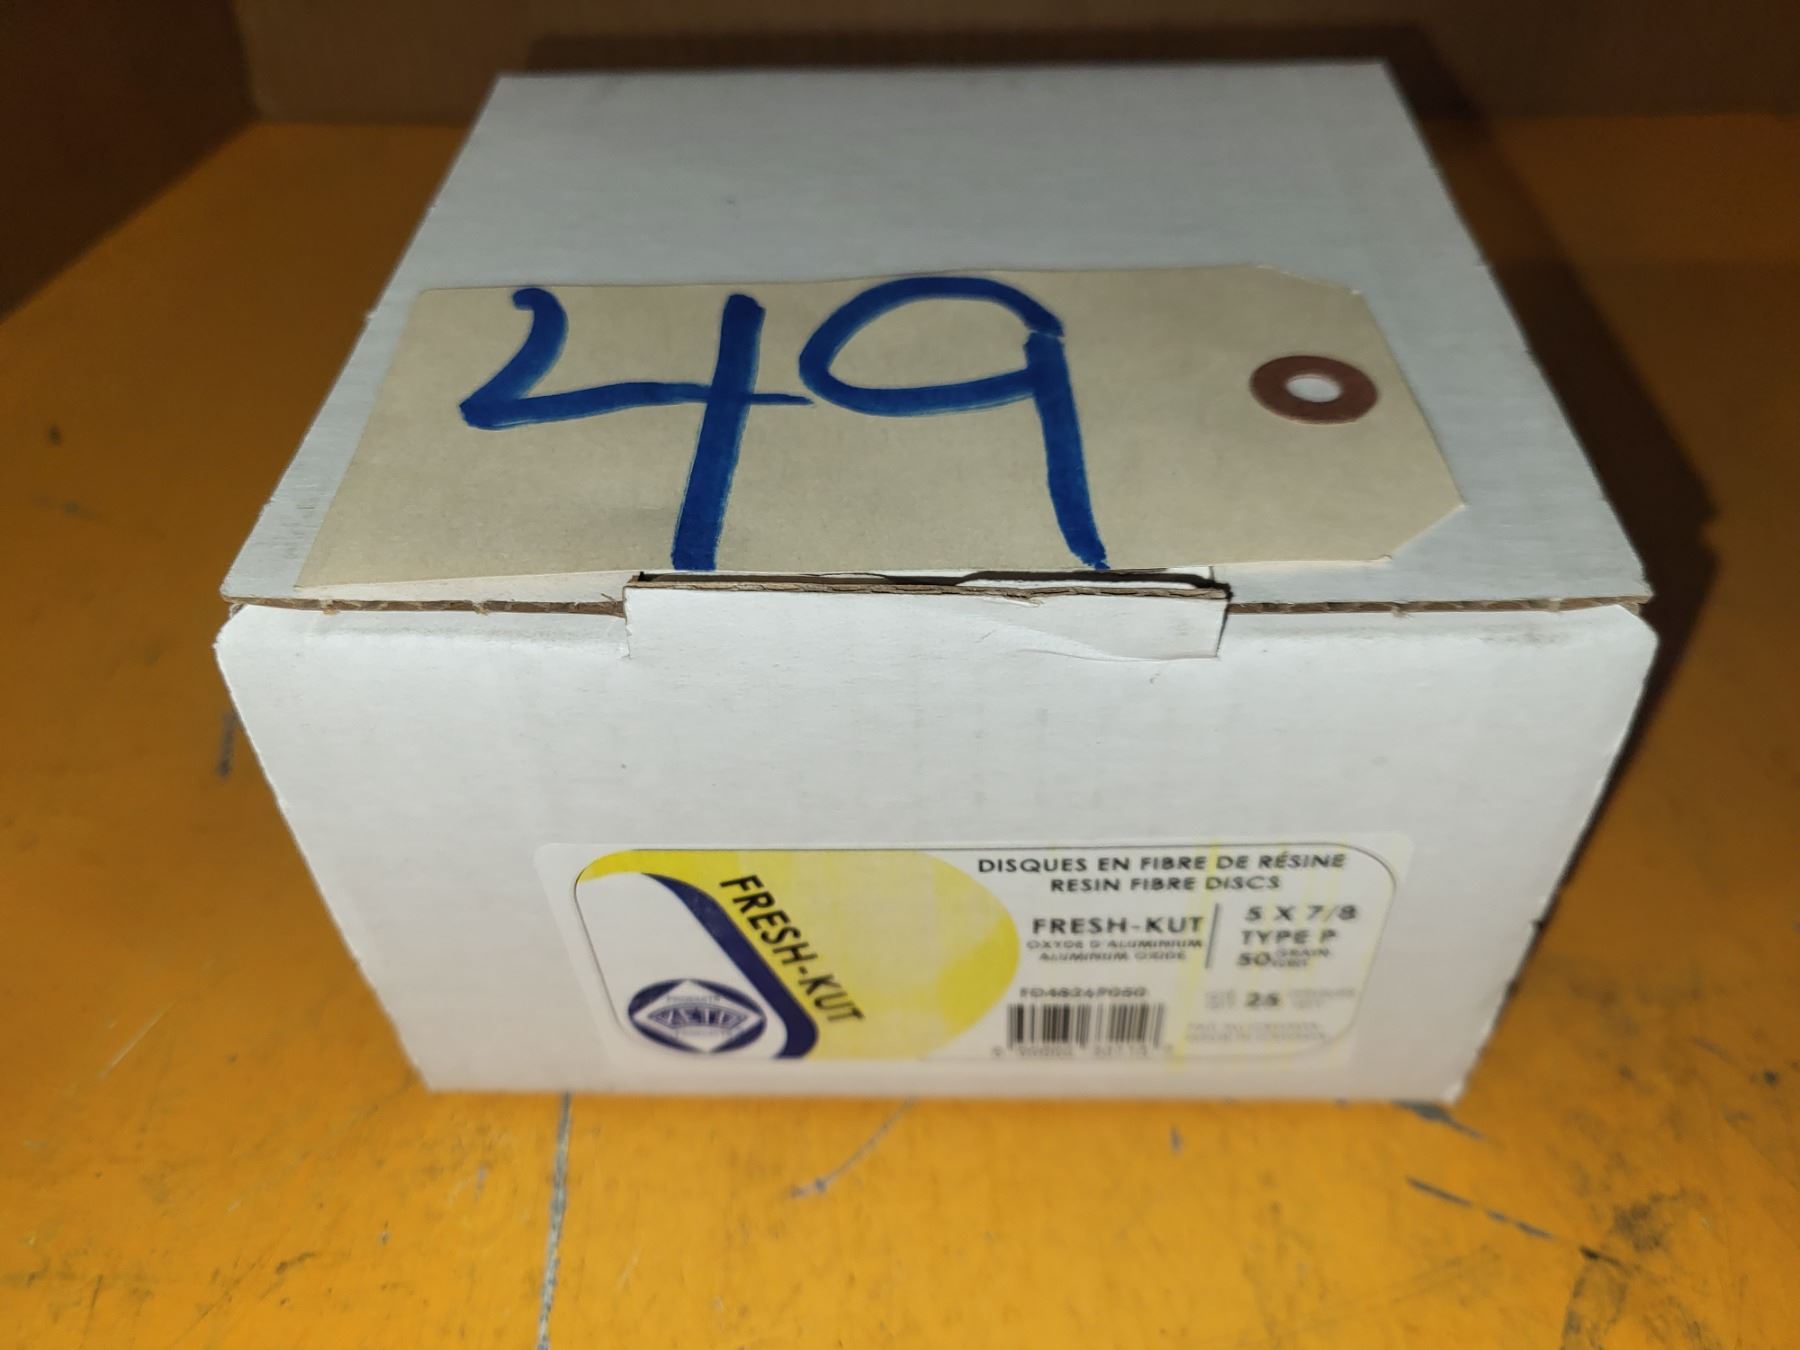 49
DISQUES EN FIBRE DE RÉSINE
RESIN FIBRE DISCS
FRESH-KUT
FRESH-KUT
OXYDE D'ALUMINIUM
ALUMINUM OXIDE
5 X 7/8
TYPE P
50 GRAIN
25